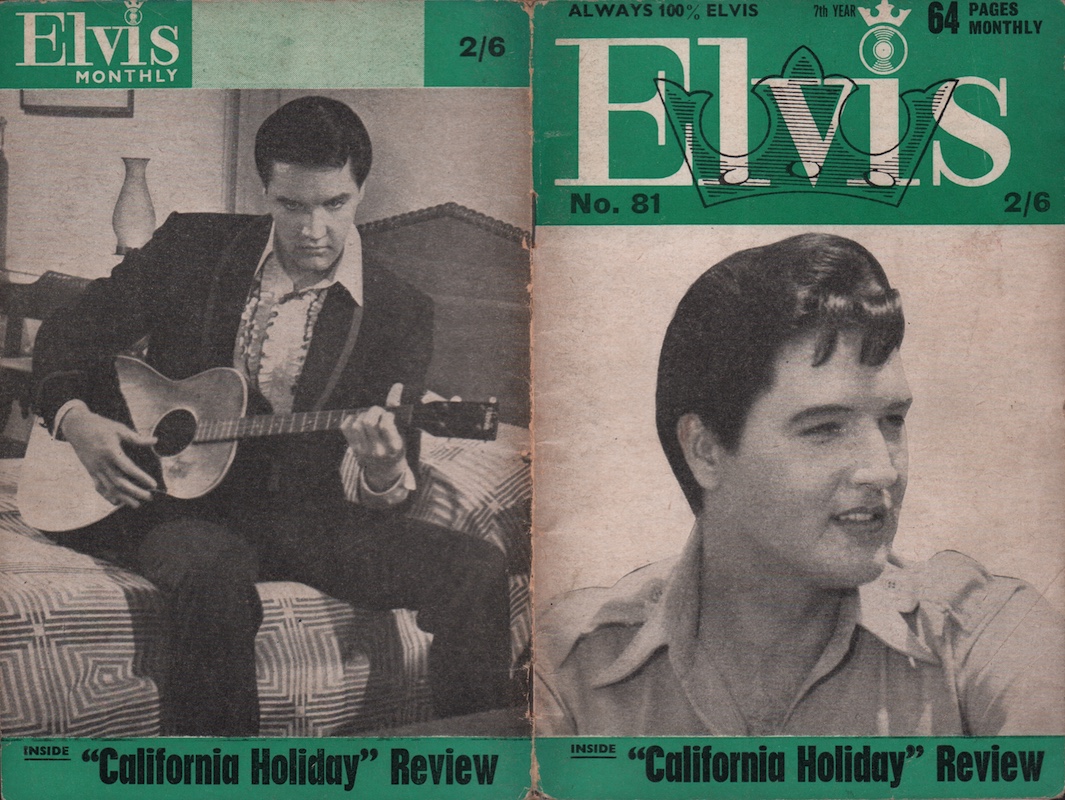 Elvis
MONTHLY
2/6
INSIDE "California Holiday" Review
ALWAYS 100% ELVIS
7th YEAR
64 PAGES
MONTHLY
Elvis
No. 81
2/6
INSIDE "California Holiday" Review